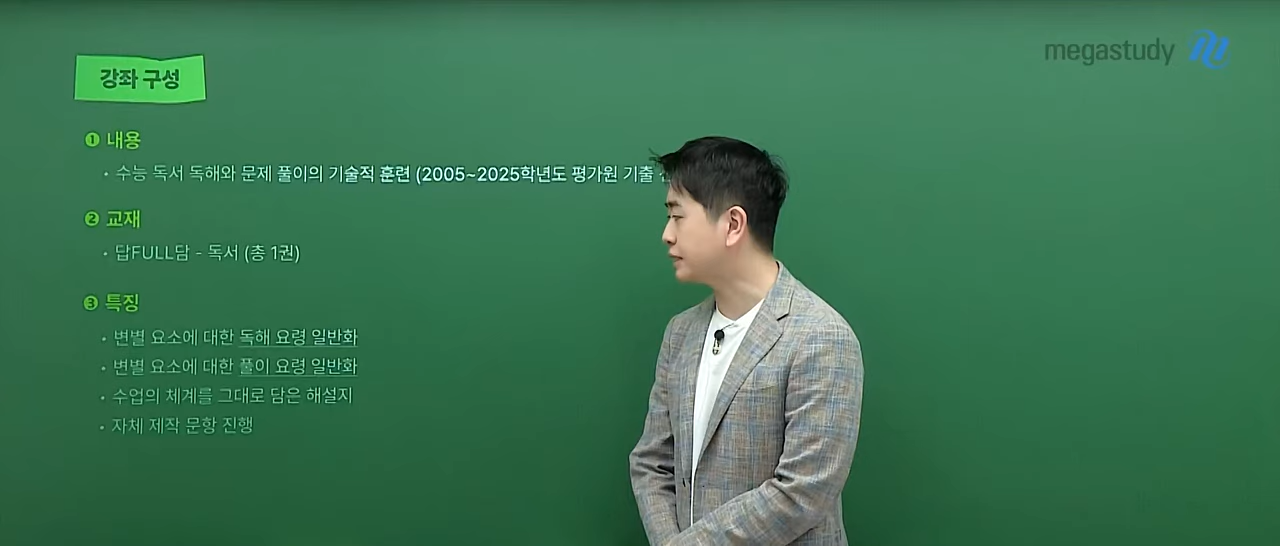 megastudy
강좌 구성
❶ 내용
• 수능 독서 독해와 문제 풀이의 기술적 훈련 (2005~2025학년도 평가원 기출
❷ 교재
• 답FULL담 - 독서 (총 1권)
❸ 특징
• 변별 요소에 대한 독해 요령 일반화
• 변별 요소에 대한 풀이 요령 일반화
• 수업의 체계를 그대로 담은 해설지
• 자체 제작 문항 진행